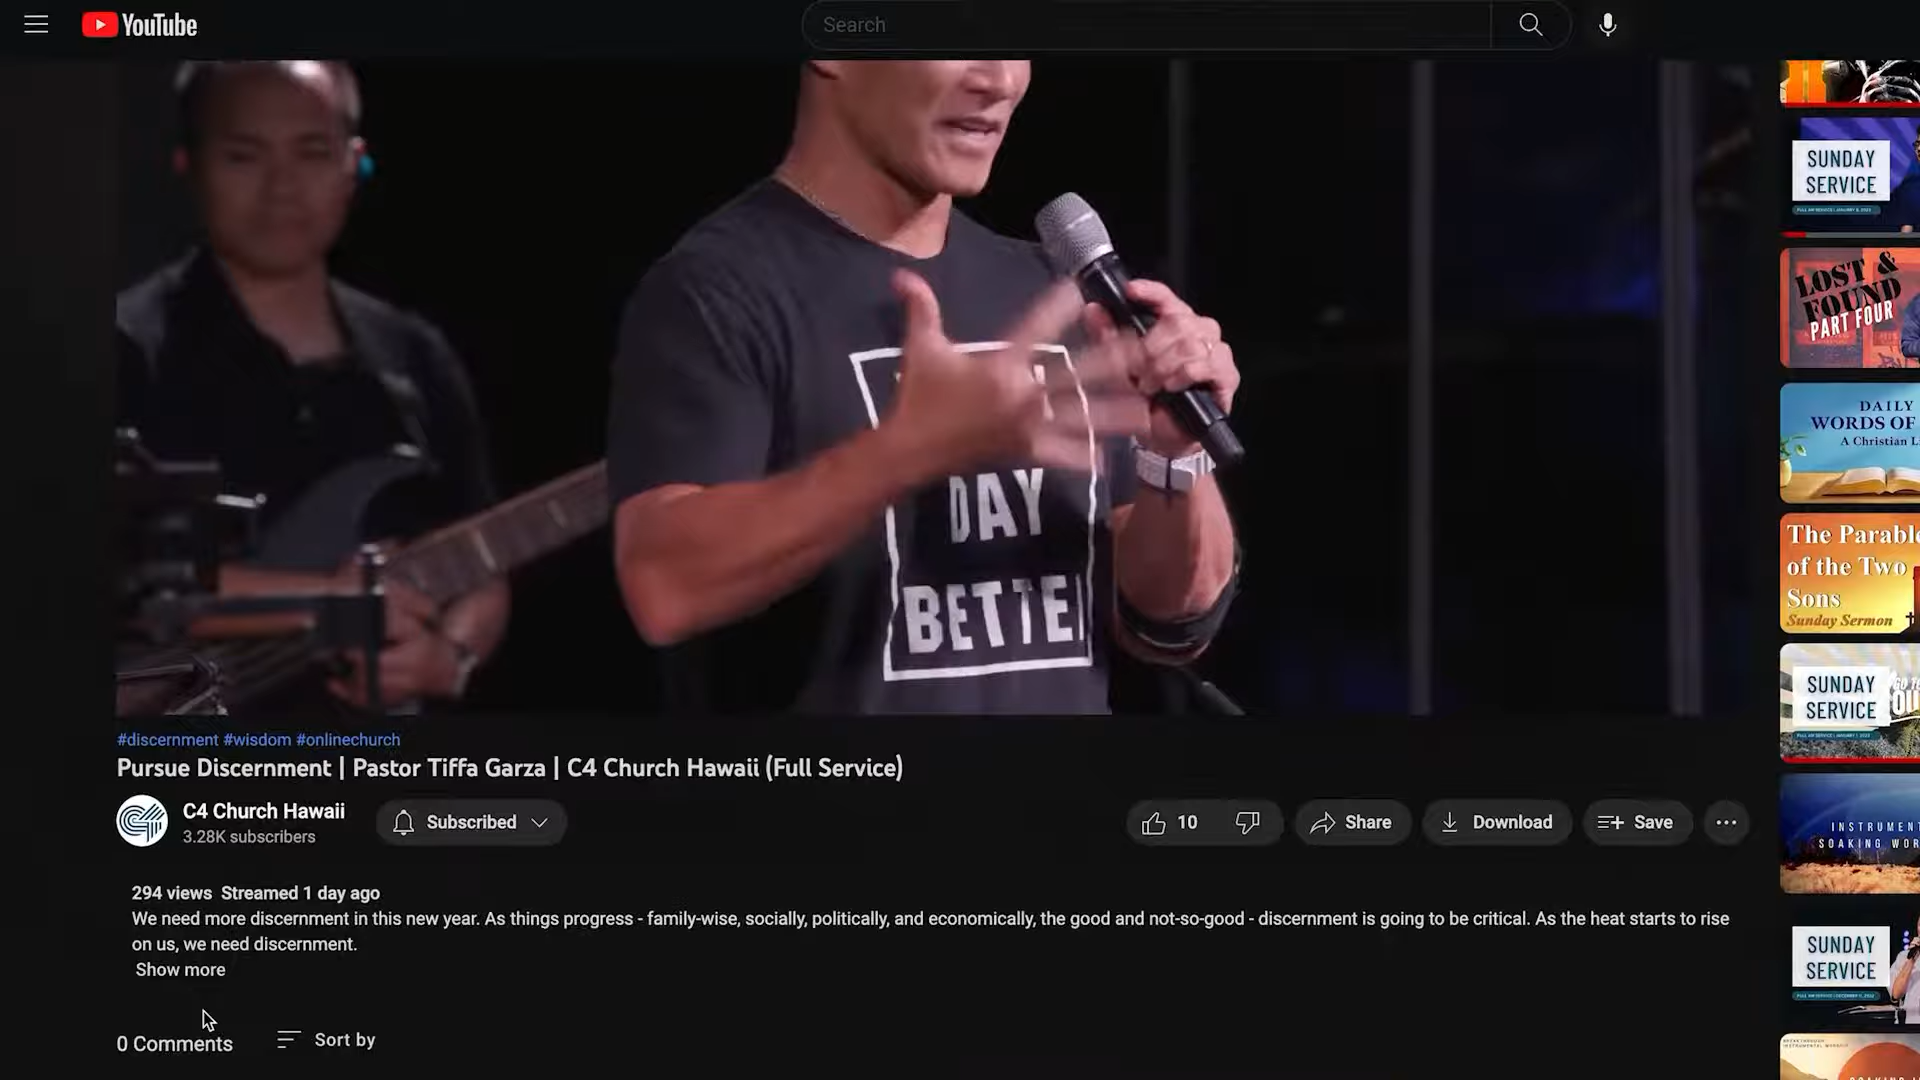 YouTube
Search
DAY
BETTE
#discernment #wisdom #onlinechurch
Pursue Discernment | Pastor Tiffa Garza | C4 Church Hawaii (Full Service)
C4 Church Hawaii
3.28K subscribers
Subscribed
10
Share
Download
Save
294 views Streamed 1 day ago
We need more discernment in this new year. As things progress - family-wise, socially, politically, and economically, the good and not-so-good - discernment is going to be critical. As the heat starts to rise
on us, we need discernment.
Show more
0 Comments
Sort by
SUNDAY
SERVICE
LOST &
FOUND
PART FOUR
DAILY
WORDS OF
A Christian
The Parable
of the Two
Sons
Sunday Sermon
SUNDAY
SERVICE
GO TO
INSTRUMENT
SOAKING WOR
SUNDAY
SERVICE